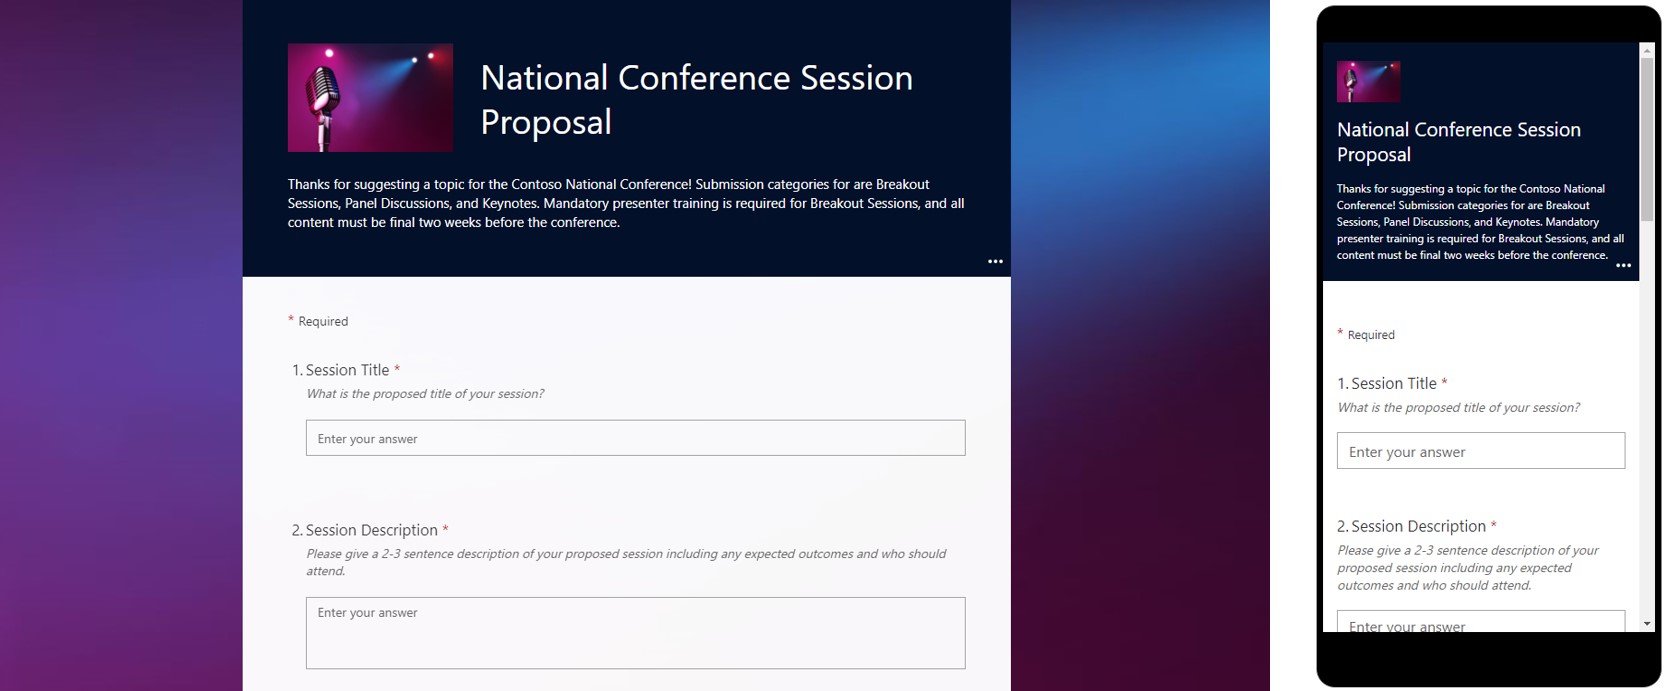 National Conference Session
Proposal
Thanks for suggesting a topic for the Contoso National Conference! Submission categories for are Breakout
Sessions, Panel Discussions, and Keynotes. Mandatory presenter training is required for Breakout Sessions, and all
content must be final two weeks before the conference.
* Required
1. Session Title *
What is the proposed title of your session?
Enter your answer
2. Session Description *
Please give a 2-3 sentence description of your proposed session including any expected outcomes and who should
attend.
Enter your answer
National Conference Session
Proposal
Thanks for suggesting a topic for the Contoso National
Conference! Submission categories for are Breakout
Sessions, Panel Discussions, and Keynotes. Mandatory
presenter training is required for Breakout Sessions, and all
content must be final two weeks before the conference.
* Required
1. Session Title *
What is the proposed title of your session?
Enter your answer
2. Session Description *
Please give a 2-3 sentence description of your
proposed session including any expected
outcomes and who should attend.
Enter your answer